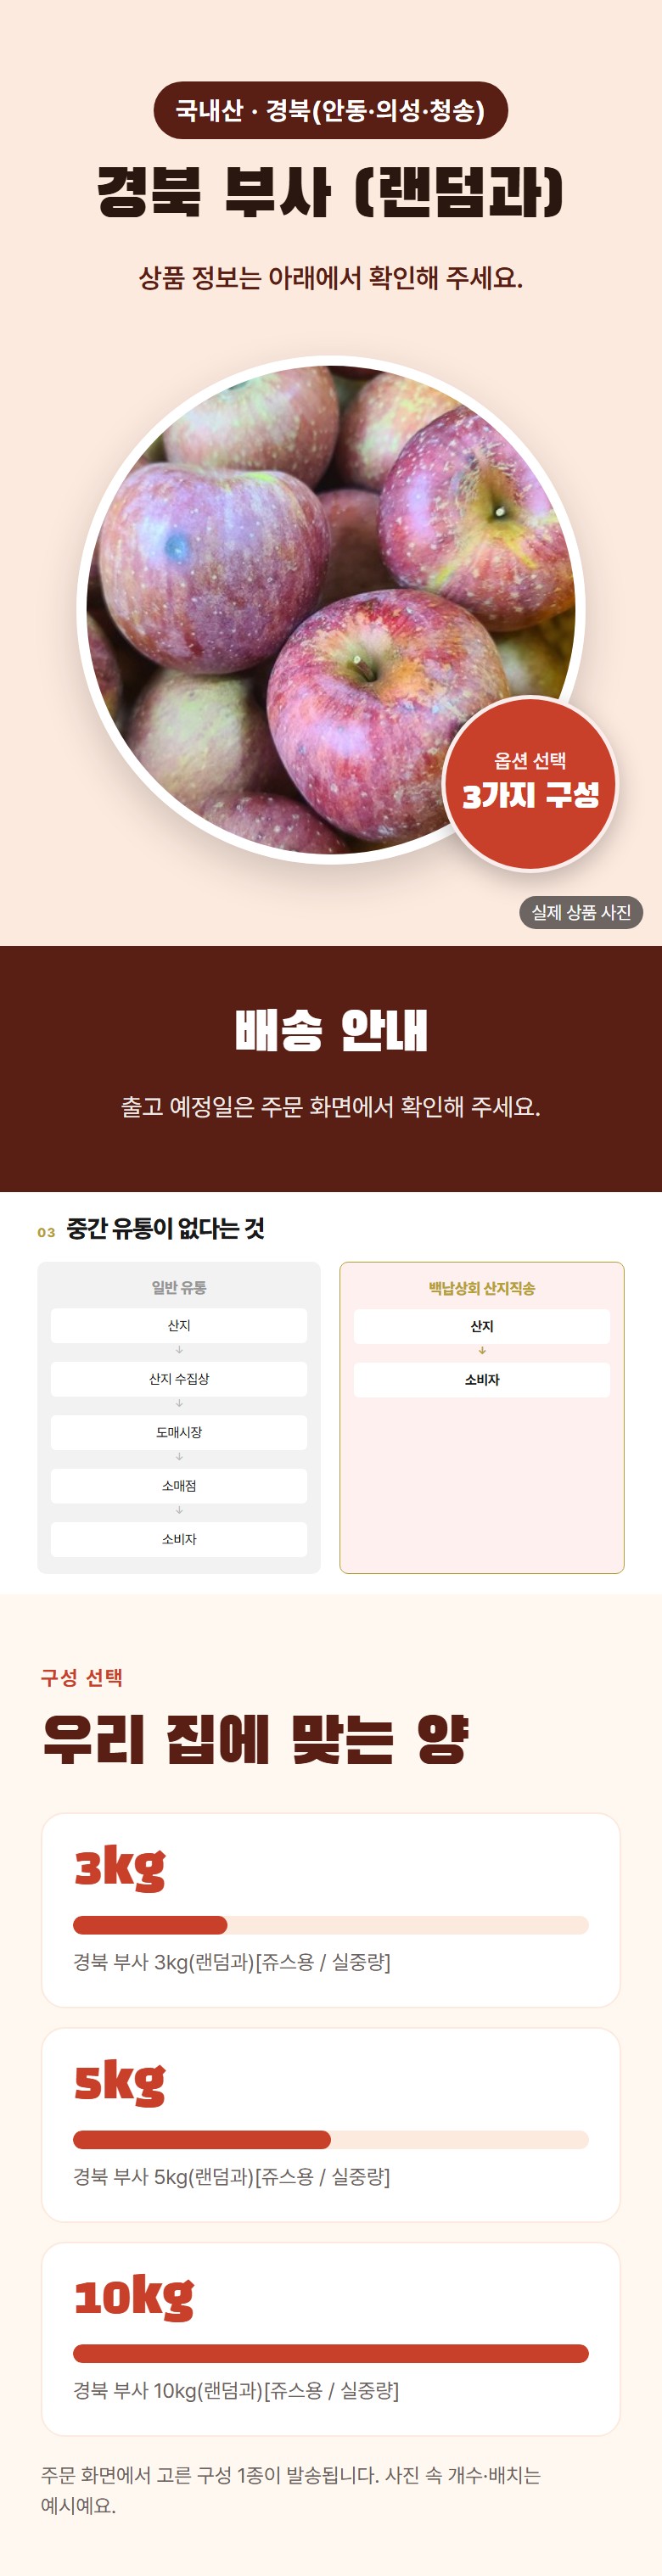 국내산 · 경북(안동·의성·청송)
경북 부사 (랜덤과)
상품 정보는 아래에서 확인해 주세요.
옵션 선택
3가지 구성
실제 상품 사진
배송 안내
출고 예정일은 주문 화면에서 확인해 주세요.
03 중간 유통이 없다는 것
일반 유통
산지
↓
산지 수집상
↓
도매시장
↓
소매점
↓
소비자
백납상회 산지직송
산지
↓
소비자
구성 선택
우리 집에 맞는 양
3kg
경북 부사 3kg(랜덤과)[쥬스용 / 실중량]
5kg
경북 부사 5kg(랜덤과)[쥬스용 / 실중량]
10kg
경북 부사 10kg(랜덤과)[쥬스용 / 실중량]
주문 화면에서 고른 구성 1종이 발송됩니다. 사진 속 개수·배치는
예시예요.